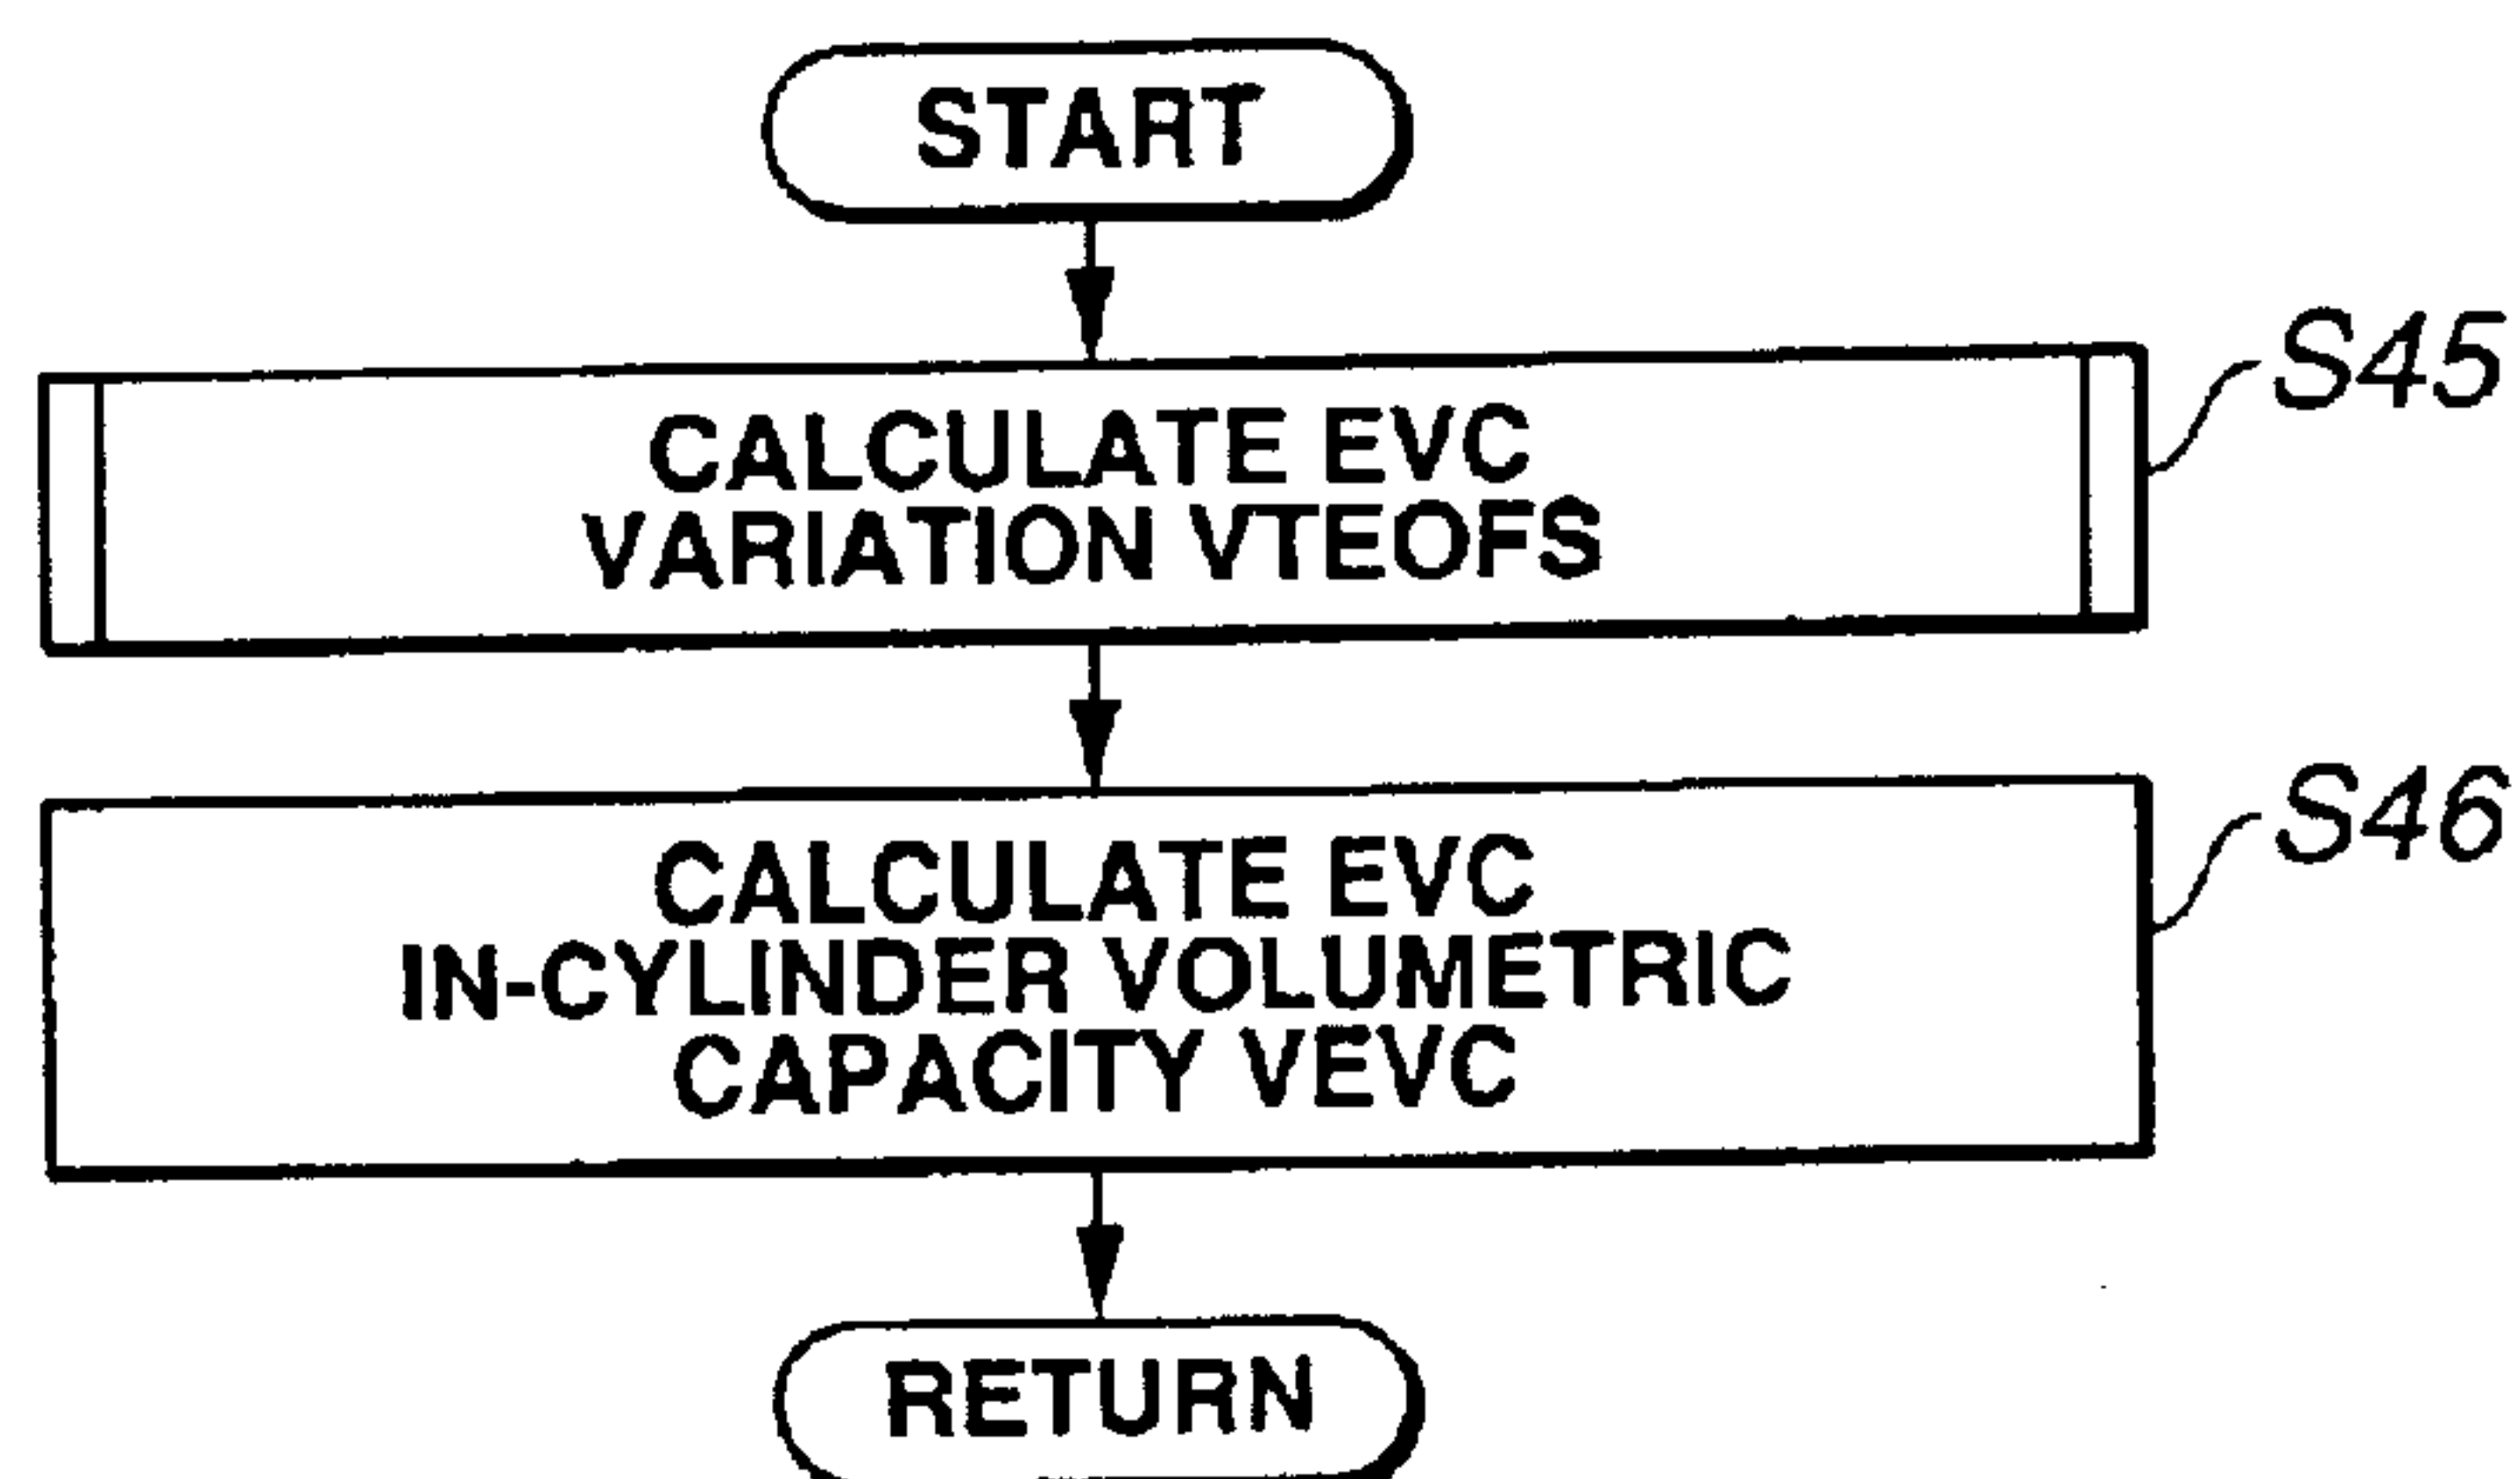 START
S45
CALCULATE EVC
VARIATION VTEOFS
S46
CALCULATE EVC
IN-CYLINDER VOLUMETRIC
CAPACITY VEVC
RETURN